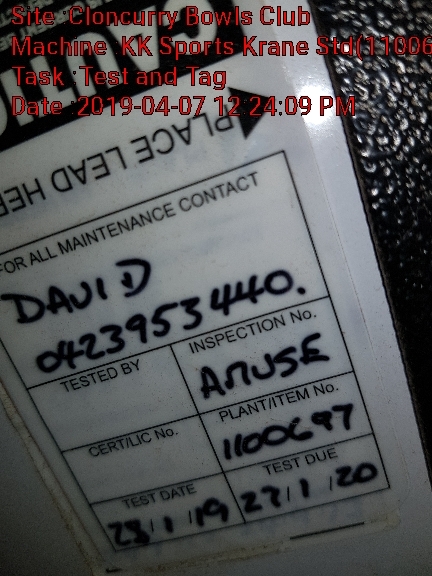 Site :Cloncurry Bowls Club
Machine :KK Sports Krane Std(11006
Task :Test and Tag
Date :2019-04-07 12:24:09 PM
PLACE LEAD HE
FOR ALL MAINTENANCE CONTACT
DAVID
0423953440.
TESTED BY
INSPECTION No.
AMUSE
CERT/LIC No.
PLANT/ITEM No.
1100697
TEST DATE
TEST DUE
28/1/19
27/1/20